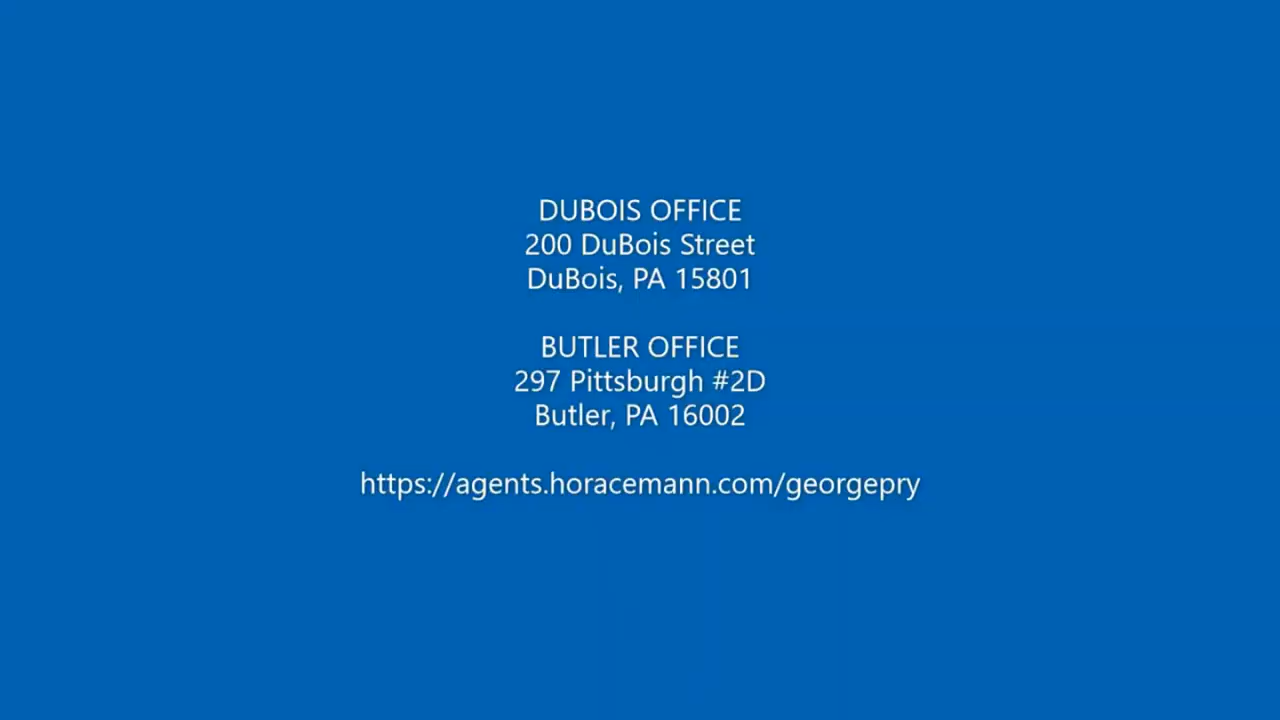 DUBOIS OFFICE
200 DuBois Street
DuBois, PA 15801
BUTLER OFFICE
297 Pittsburgh #2D
Butler, PA 16002
https://agents.horacemann.com/georgepry